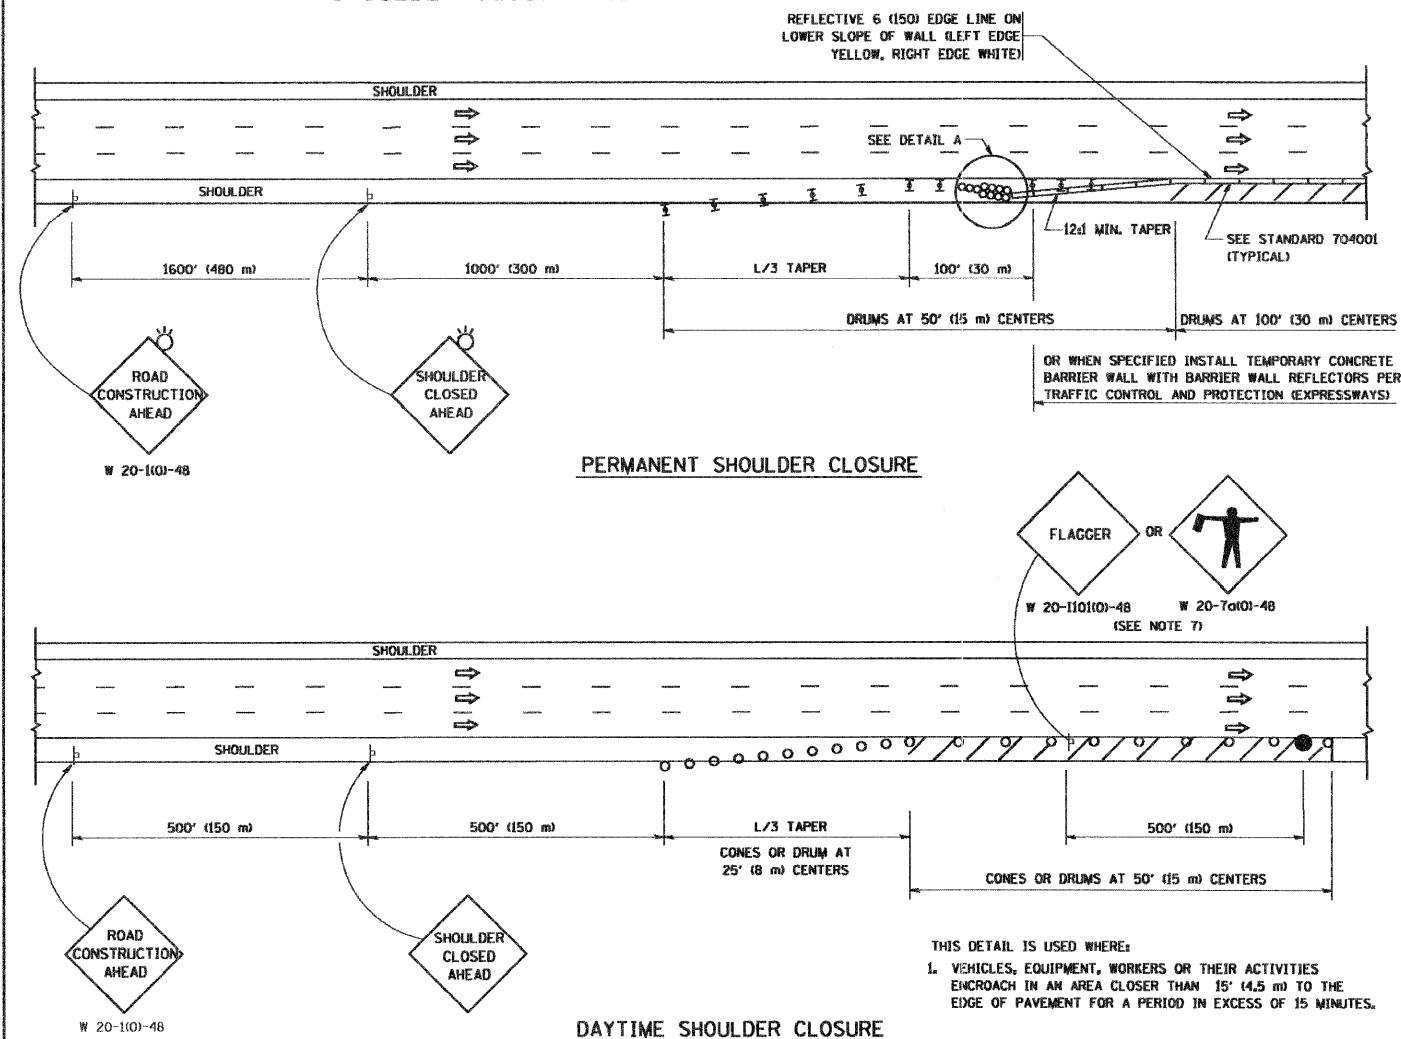 REFLECTIVE 6 (150) EDGE LINE ON
LOWER SLOPE OF WALL (LEFT EDGE
YELLOW, RIGHT EDGE WHITE)
SHOULDER
SEE DETAIL A
SHOULDER
12:1 MIN. TAPER
SEE STANDARD 704001
(TYPICAL)
1600' (480 m)
1000' (300 m)
L/3 TAPER
100' (30 m)
DRUMS AT 50' (15 m) CENTERS
DRUMS AT 100' (30 m) CENTERS
OR WHEN SPECIFIED INSTALL TEMPORARY CONCRETE
BARRIER WALL WITH BARRIER WALL REFLECTORS PER
TRAFFIC CONTROL AND PROTECTION (EXPRESSWAYS)
ROAD
CONSTRUCTION
AHEAD
W 20-1(O)-48
SHOULDER
CLOSED
AHEAD
PERMANENT SHOULDER CLOSURE
FLAGGER
OR
W 20-I101(O)-48
W 20-7a(O)-48
(SEE NOTE 7)
SHOULDER
SHOULDER
500' (150 m)
500' (150 m)
L/3 TAPER
CONES OR DRUM AT
25' (8 m) CENTERS
500' (150 m)
CONES OR DRUMS AT 50' (15 m) CENTERS
ROAD
CONSTRUCTION
AHEAD
W 20-1(O)-48
SHOULDER
CLOSED
AHEAD
THIS DETAIL IS USED WHERE:
1. VEHICLES, EQUIPMENT, WORKERS OR THEIR ACTIVITIES
ENCROACH IN AN AREA CLOSER THAN 15' (4.5 m) TO THE
EDGE OF PAVEMENT FOR A PERIOD IN EXCESS OF 15 MINUTES.
DAYTIME SHOULDER CLOSURE